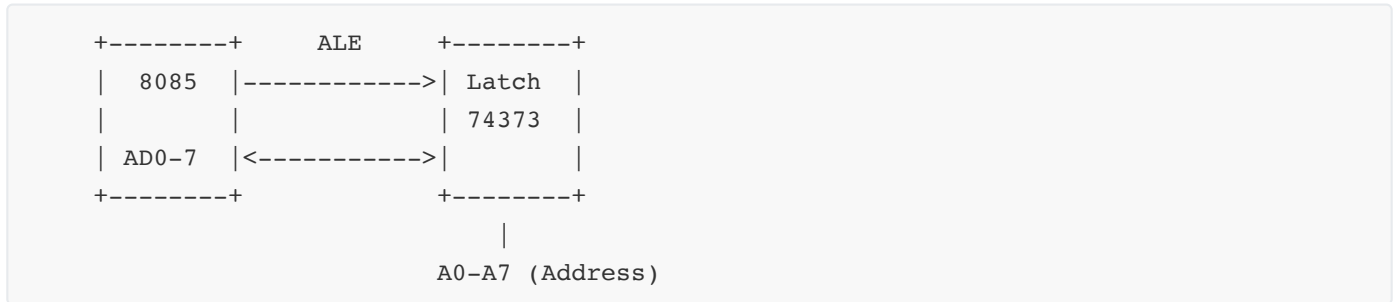 +--------+     ALE      +--------+
|  8085  |------------>| Latch  |
|        |             | 74373  |
| AD0-7  |<----------->|        |
+--------+             +--------+
                           |
                       A0-A7 (Address)